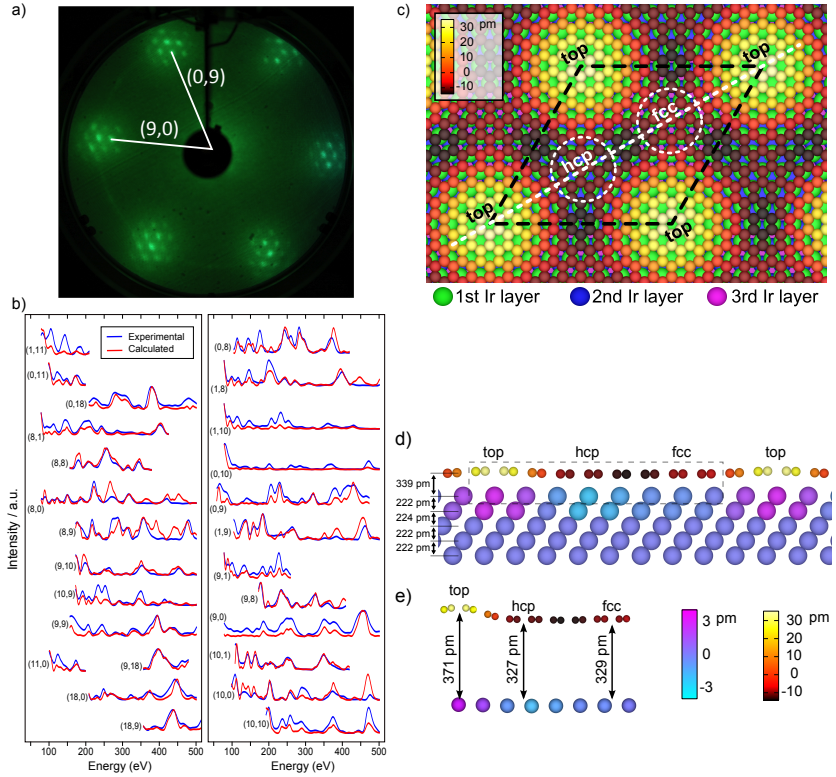 a)
(0,9)
(9,0)
b)
Experimental
Calculated
(1,11)
(0,11)
(0,18)
(8,1)
(8,8)
(8,0)
(8,9)
(9,10)
(10,9)
(9,9)
(11,0)
(9,18)
(18,0)
(18,9)
(0,8)
(1,8)
(1,10)
(0,10)
(0,9)
(1,9)
(9,1)
(9,8)
(9,0)
(10,1)
(10,0)
(10,10)
Intensity / a.u.
100 200 300 400 500
100 200 300 400 500
Energy (eV)
Energy (eV)
c)
30 pm
20
10
0
-10
top
top
fcc
hcp
top
top
1st Ir layer
2nd Ir layer
3rd Ir layer
d)
top hcp fcc top
339 pm
222 pm
224 pm
222 pm
222 pm
e)
top
hcp
fcc
371 pm
327 pm
329 pm
4 pm
0
-3
30 pm
20
10
0
-10